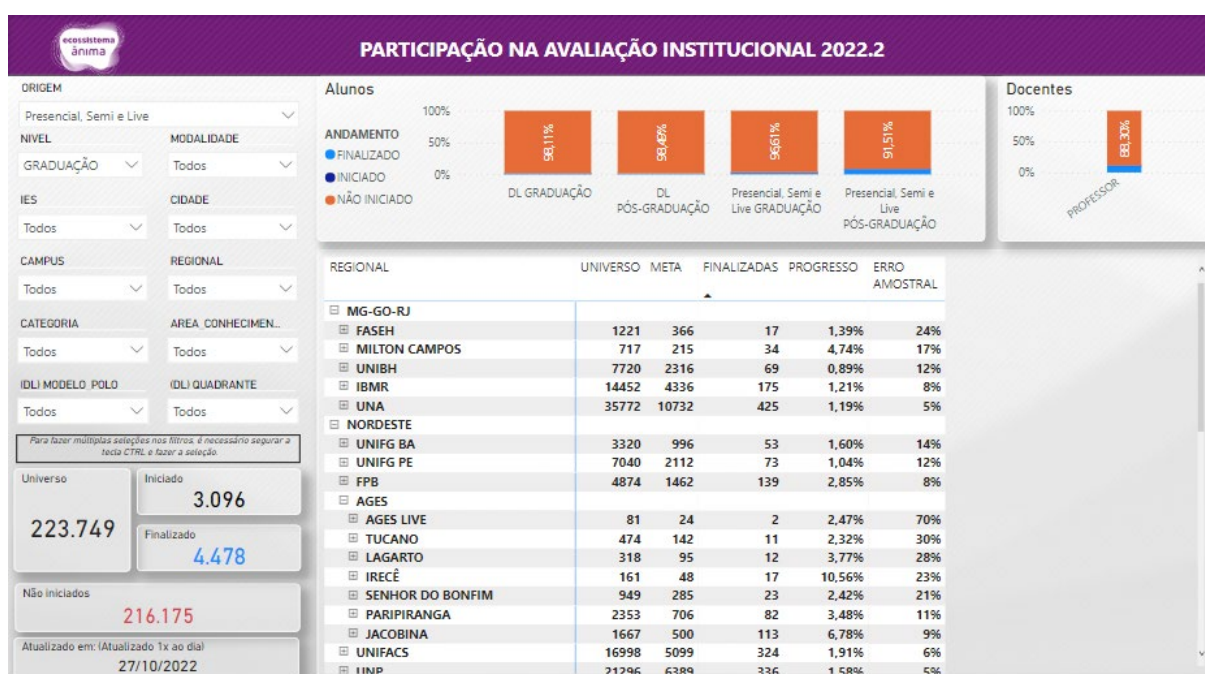 ecossistema
ânima
PARTICIPAÇÃO NA AVALIAÇÃO INSTITUCIONAL 2022.2
ORIGEM
Presencial, Semi e Live
NIVEL
MODALIDADE
GRADUAÇÃO
Todos
IES
CIDADE
Todos
Todos
CAMPUS
REGIONAL
Todos
Todos
CATEGORIA
AREA_CONHECIMEN...
Todos
Todos
(DL) MODELO_POLO
(DL) QUADRANTE
Todos
Todos
Para fazer múltiplas seleções nos filtros, é necessário segurar a
tecla CTRL e fazer a seleção.
Universo
223.749
Iniciado
3.096
Finalizado
4.478
Não iniciados
216.175
Atualizado em: (Atualizado 1x ao dia)
27/10/2022
Alunos
ANDAMENTO
FINALIZADO
INICIADO
NÃO INICIADO
100%
50%
0%
98,11%
98,49%
96,61%
91,51%
DL GRADUAÇÃO
DL
PÓS-GRADUAÇÃO
Presencial, Semi e
Live GRADUAÇÃO
Presencial, Semi e
Live
PÓS-GRADUAÇÃO
Docentes
100%
50%
0%
88,30%
PROFESSOR
REGIONAL UNIVERSO META FINALIZADAS PROGRESSO ERRO
AMOSTRAL
MG-GO-RJ
FASEH 1221 366 17 1,39% 24%
MILTON CAMPOS 717 215 34 4,74% 17%
UNIBH 7720 2316 69 0,89% 12%
IBMR 14452 4336 175 1,21% 8%
UNA 35772 10732 425 1,19% 5%
NORDESTE
UNIFG BA 3320 996 53 1,60% 14%
UNIFG PE 7040 2112 73 1,04% 12%
FPB 4874 1462 139 2,85% 8%
AGES
AGES LIVE 81 24 2 2,47% 70%
TUCANO 474 142 11 2,32% 30%
LAGARTO 318 95 12 3,77% 28%
IRECÊ 161 48 17 10,56% 23%
SENHOR DO BONFIM 949 285 23 2,42% 21%
PARIPIRANGA 2353 706 82 3,48% 11%
JACOBINA 1667 500 113 6,78% 9%
UNIFACS 16998 5099 324 1,91% 6%
UNP 21296 6389 336 1,58% 5%